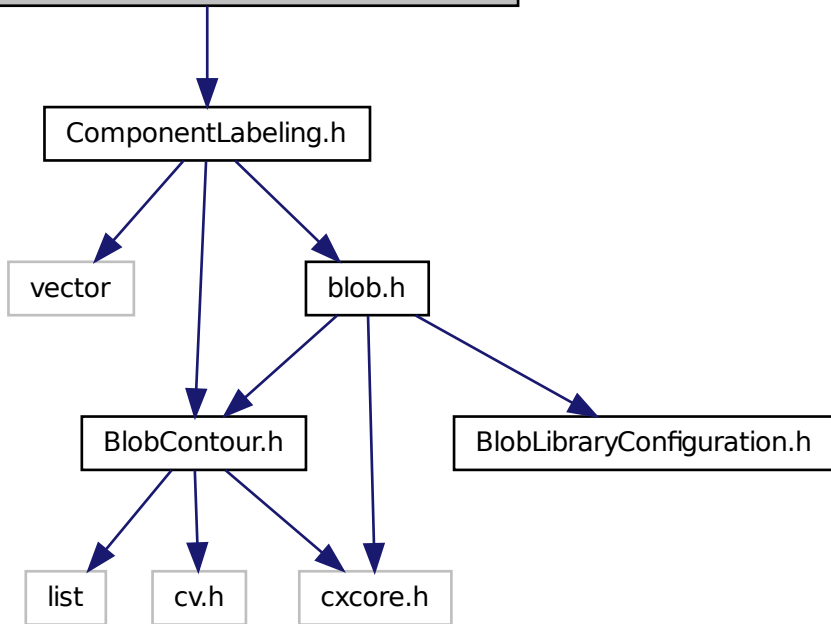 ComponentLabeling.h
vector
blob.h
BlobContour.h
BlobLibraryConfiguration.h
list
cv.h
cxcore.h